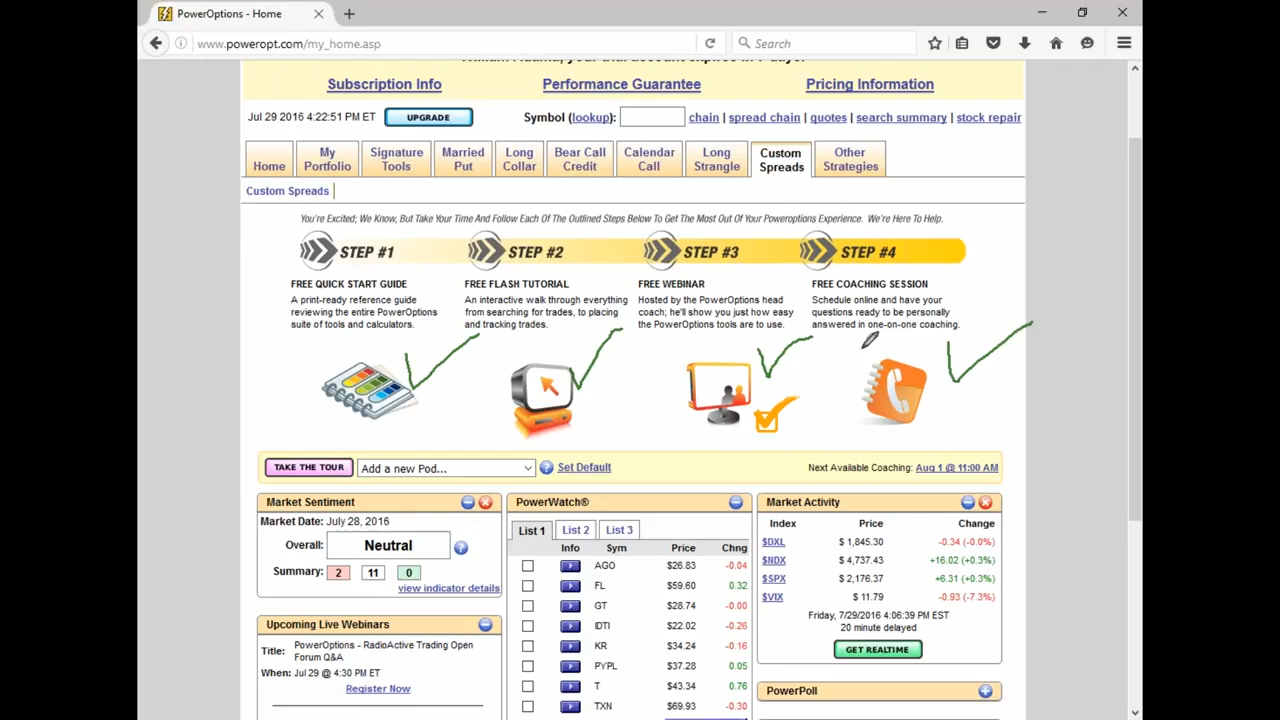 PowerOptions - Home
www.poweropt.com/my_home.asp
Search
Subscription Info
Performance Guarantee
Pricing Information
Jul 29 2016 4:22:51 PM ET
UPGRADE
Symbol (lookup):
chain | spread chain | quotes | search summary | stock repair
Home
My
Portfolio
Signature
Tools
Married
Put
Long
Collar
Bear Call
Credit
Calendar
Call
Long
Strangle
Custom
Spreads
Other
Strategies
Custom Spreads
You're Excited; We Know, But Take Your Time And Follow Each Of The Outlined Steps Below To Get The Most Out Of Your Poweroptions Experience. We're Here To Help.
STEP #1
STEP #2
STEP #3
STEP #4
FREE QUICK START GUIDE
A print-ready reference guide
reviewing the entire PowerOptions
suite of tools and calculators.
FREE FLASH TUTORIAL
An interactive walk through everything
from searching for trades, to placing
and tracking trades.
FREE WEBINAR
Hosted by the PowerOptions head
coach; he'll show you just how easy
the PowerOptions tools are to use.
FREE COACHING SESSION
Schedule online and have your
questions ready to be personally
answered in one-on-one coaching.
TAKE THE TOUR
Add a new Pod...
Set Default
Next Available Coaching: Aug 1 @ 11:00 AM
Market Sentiment
Market Date: July 28, 2016
Overall: Neutral
Summary: 2 11 0
view indicator details
Upcoming Live Webinars
Title: PowerOptions - RadioActive Trading Open
Forum Q&A
When: Jul 29 @ 4:30 PM ET
Register Now
PowerWatch®
List 1 List 2 List 3
Info Sym Price Chng
AGO $26.83 -0.04
FL $59.60 0.32
GT $28.74 -0.00
IDTI $22.02 -0.26
KR $34.24 -0.16
PYPL $37.28 0.05
T $43.34 0.76
TXN $69.93 -0.30
Market Activity
Index Price Change
$DXL $ 1,845.30 -0.34 (-0.0%)
$NDX $ 4,737.43 +16.02 (+0.3%)
$SPX $ 2,176.37 +6.31 (+0.3%)
$VIX $ 11.79 -0.93 (-7.3%)
Friday, 7/29/2016 4:06:39 PM EST
20 minute delayed
GET REALTIME
PowerPoll